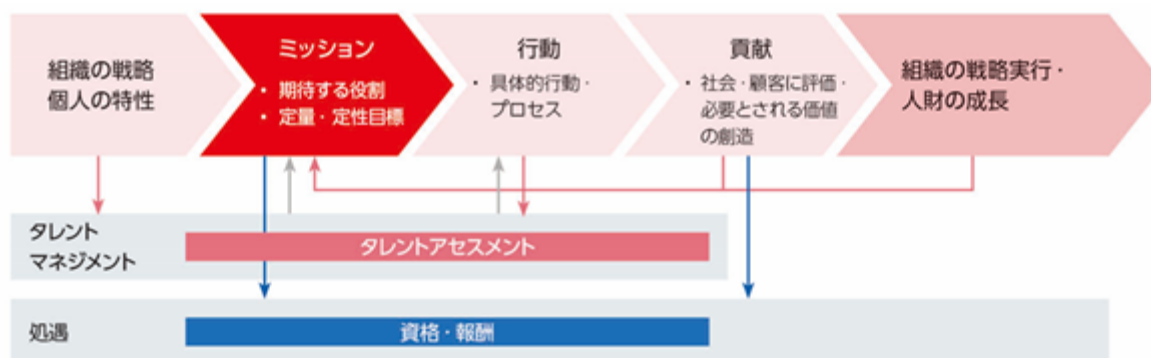 組織の戦略
個人の特性
ミッション
・ 期待する役割
・ 定量・定性目標
行動
・ 具体的行動・
プロセス
貢献
・ 社会・顧客に評価・
必要とされる価値
の創造
組織の戦略実行・
人財の成長
タレント
マネジメント
タレントアセスメント
処遇
資格・報酬